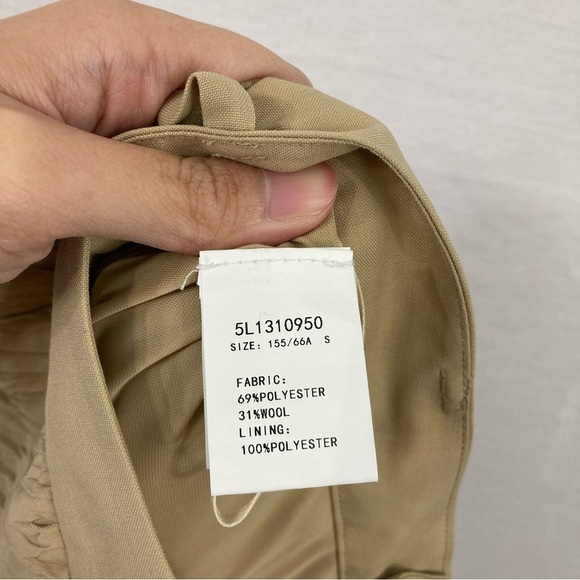 5L1310950
SIZE: 155/66A S
FABRIC:
69%POLYESTER
31%WOOL
LINING:
100%POLYESTER